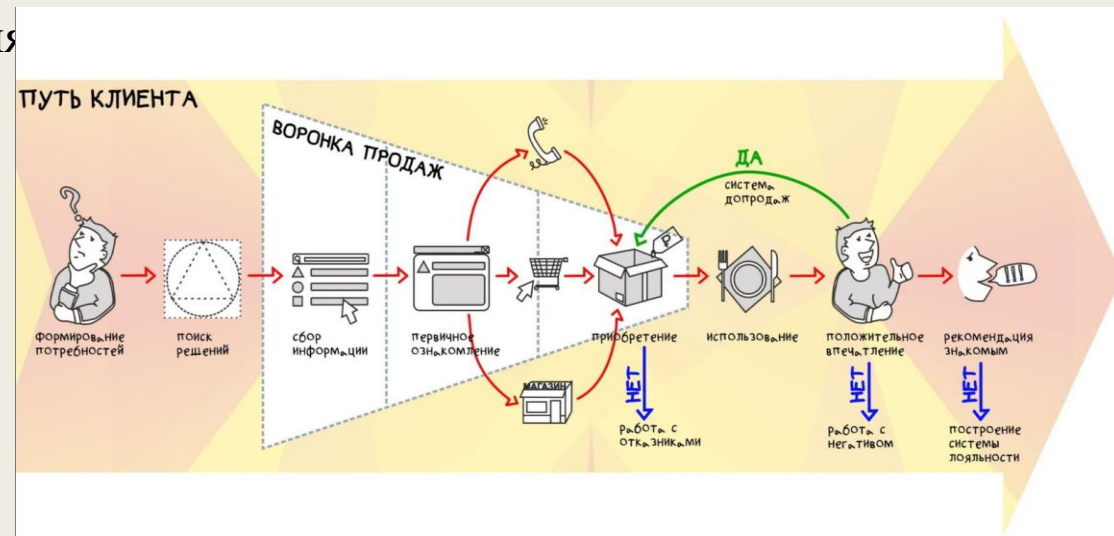 ПУТЬ КЛИЕНТА
ВОРОНКА ПРОДАЖ
ДА
система
допродаж
₽
?
формирование
потребностей
поиск
решений
сбор
информации
первичное
ознакомление
МАГАЗИН
приобретение
использование
положительное
впечатление
рекомендация
знакомым
НЕТ
работа с
отказниками
НЕТ
работа с
негативом
НЕТ
построение
системы
лояльности